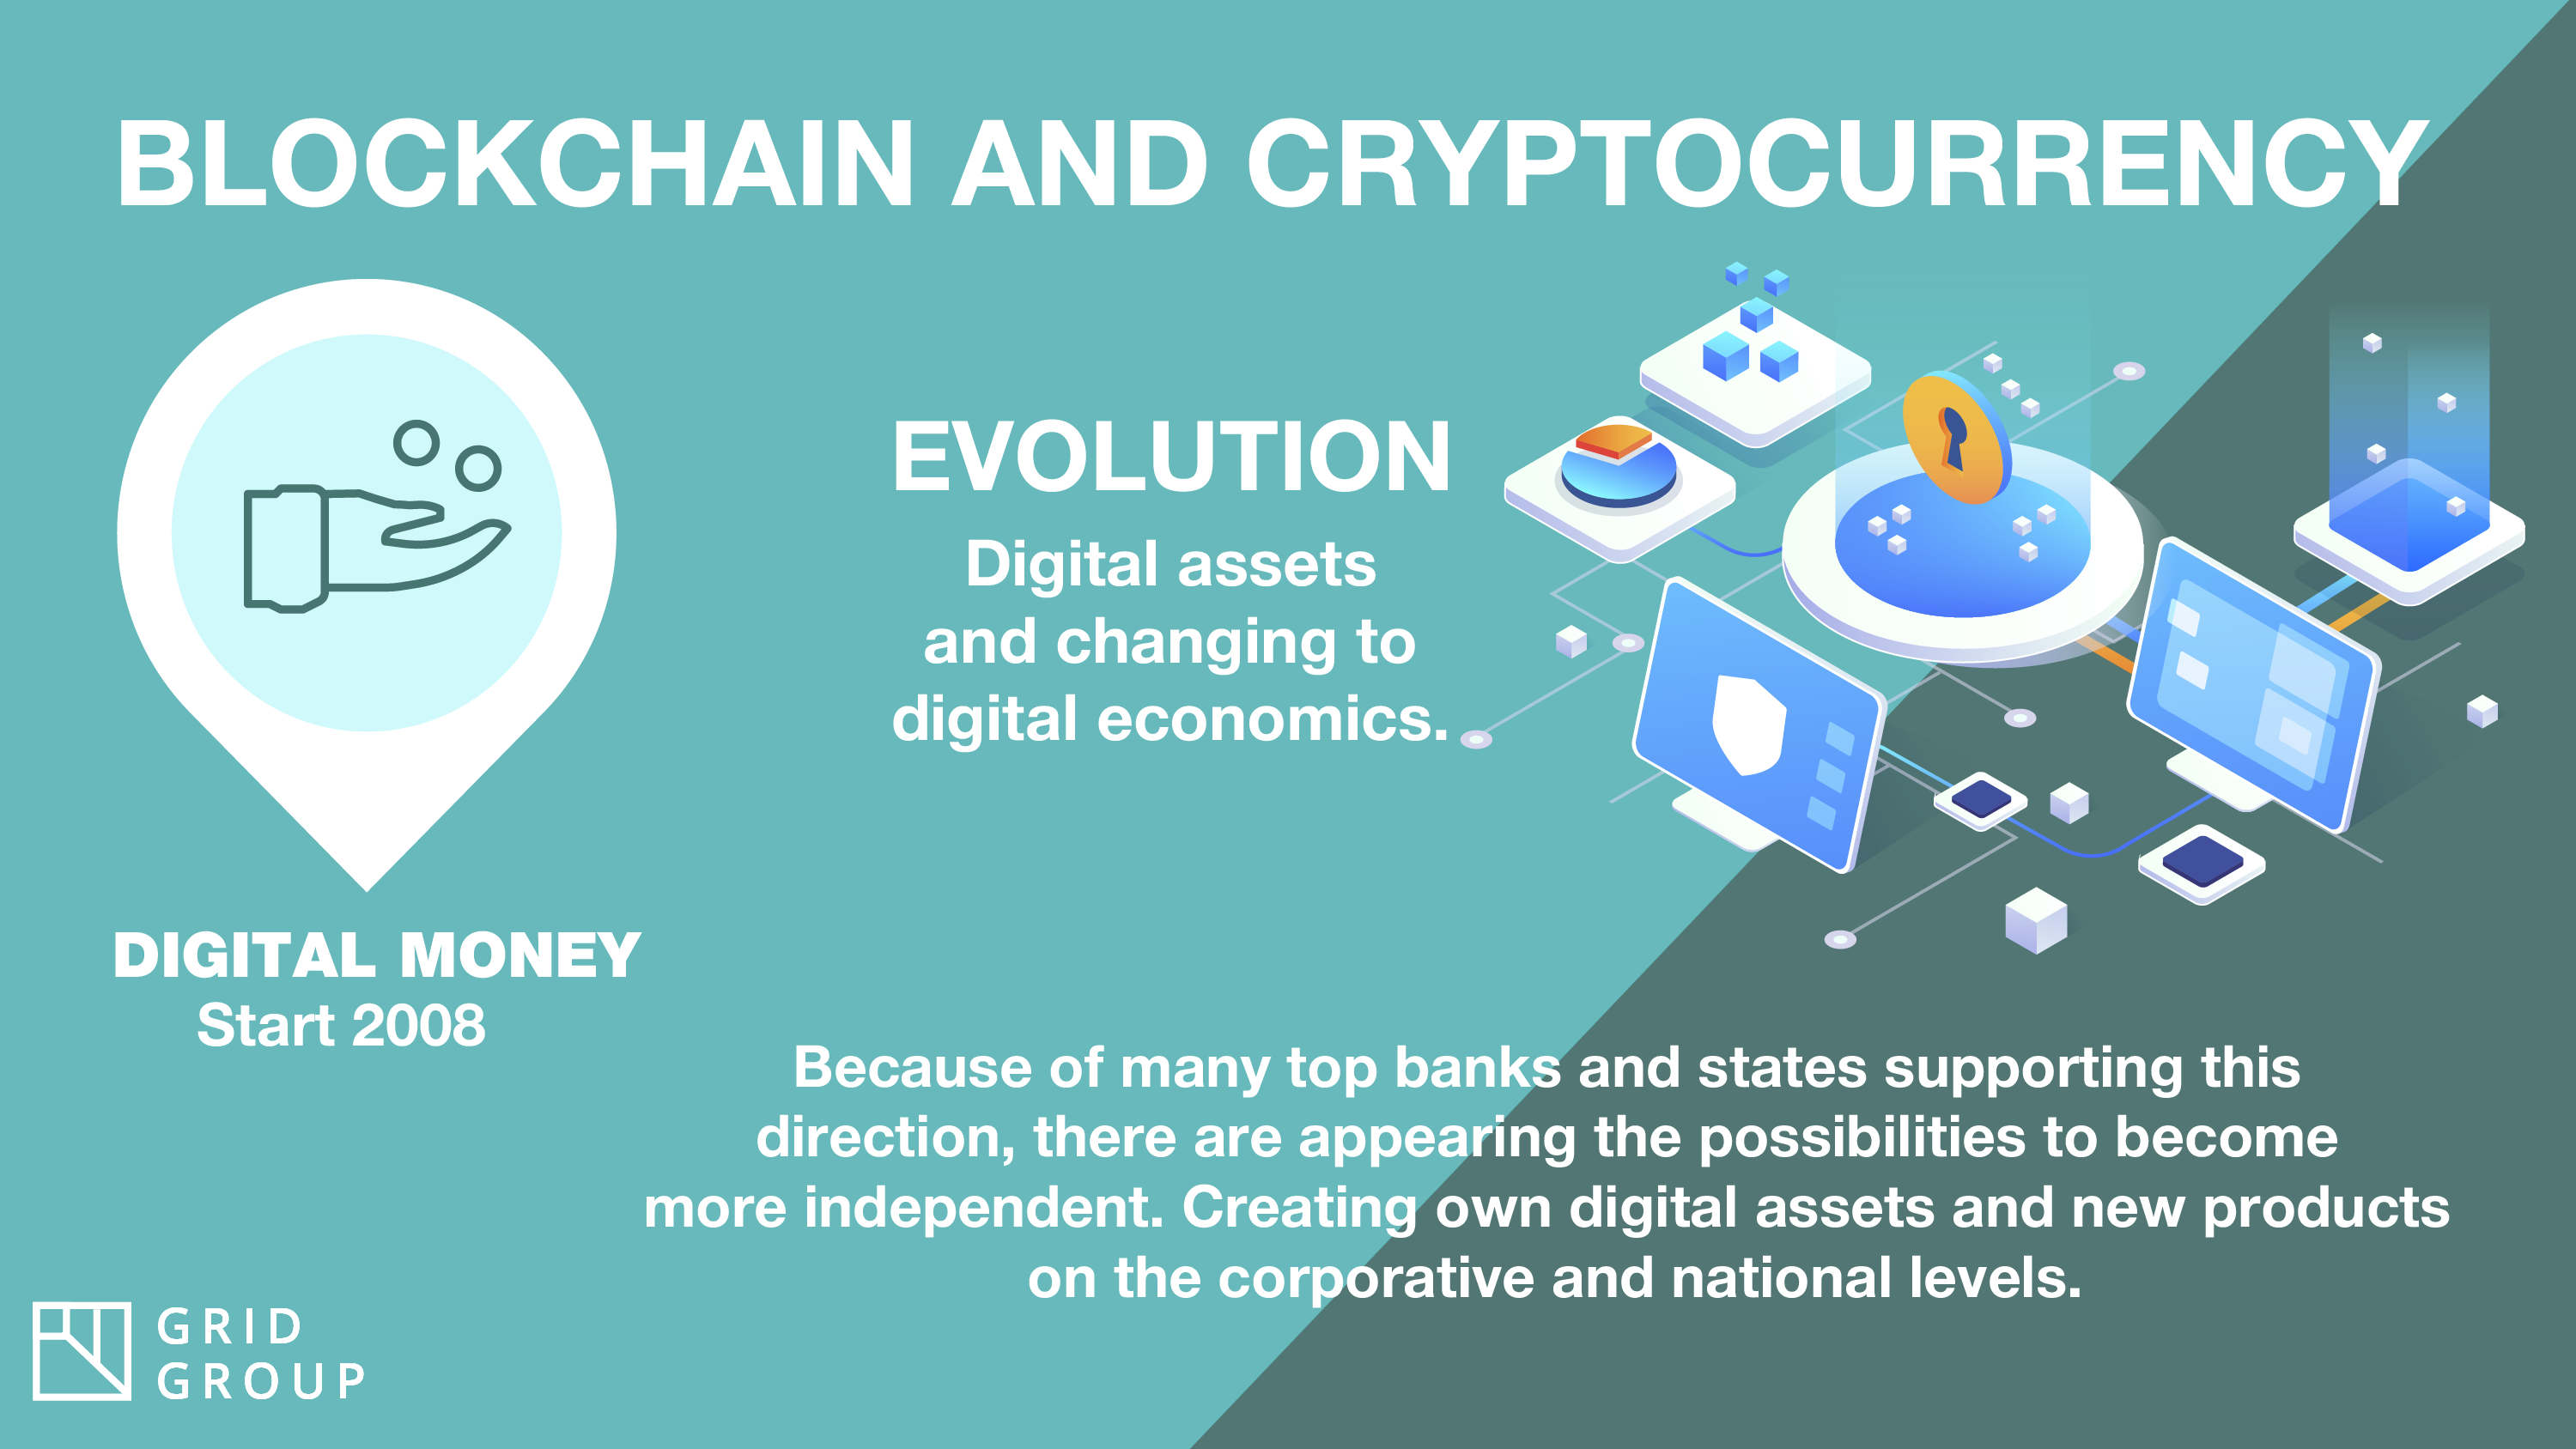 BLOCKCHAIN AND CRYPTOCURRENCY
EVOLUTION
Digital assets
and changing to
digital economics.
DIGITAL MONEY
Start 2008
Because of many top banks and states supporting this
direction, there are appearing the possibilities to become
more independent. Creating own digital assets and new products
on the corporative and national levels.
GRID
GROUP